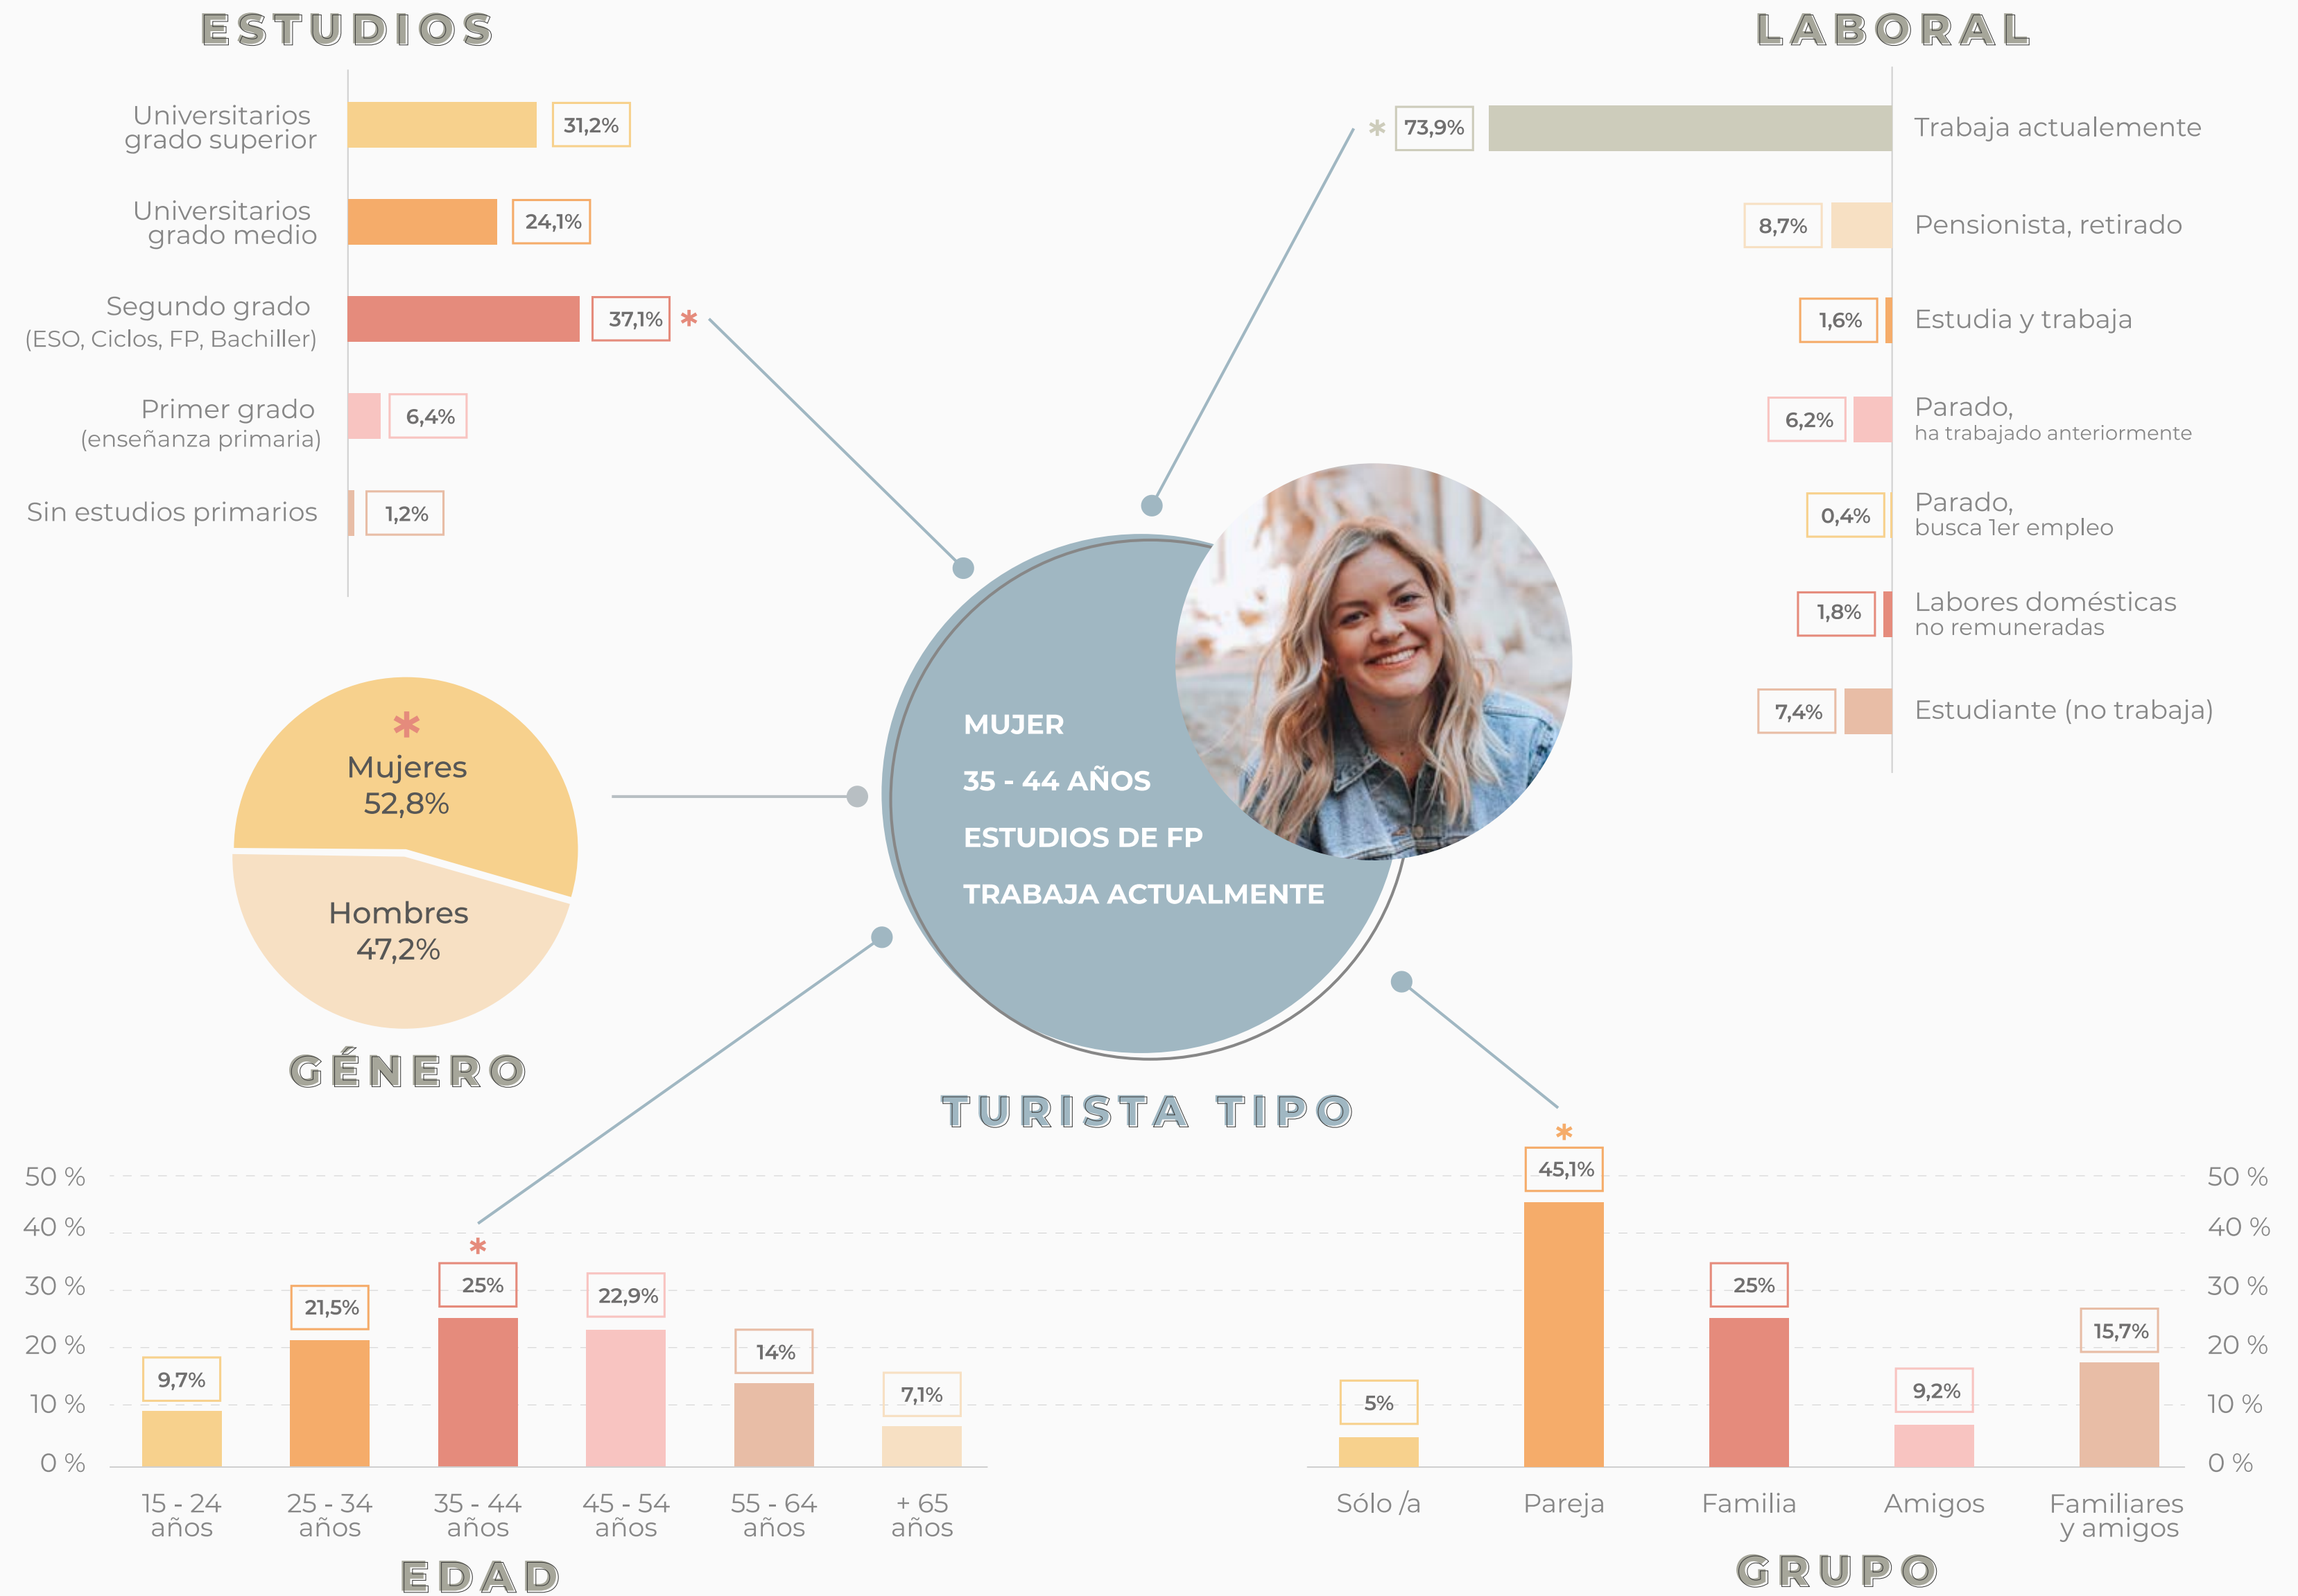 ESTUDIOS
Universitarios
grado superior
31,2%
Universitarios
grado medio
24,1%
Segundo grado
(ESO, Ciclos, FP, Bachiller)
37,1% *
Primer grado
(enseñanza primaria)
6,4%
Sin estudios primarios
1,2%
LABORAL
* 73,9%
Trabaja actualemente
8,7%
Pensionista, retirado
1,6%
Estudia y trabaja
6,2%
Parado,
ha trabajado anteriormente
0,4%
Parado,
busca 1er empleo
1,8%
Labores domésticas
no remuneradas
7,4%
Estudiante (no trabaja)
*
Mujeres
52,8%
Hombres
47,2%
GÉNERO
MUJER
35 - 44 AÑOS
ESTUDIOS DE FP
TRABAJA ACTUALMENTE
TURISTA TIPO
50 %
40 %
30 %
20 %
10 %
0 %
9,7%
21,5%
*
25%
22,9%
14%
7,1%
15 - 24
años
25 - 34
años
35 - 44
años
45 - 54
años
55 - 64
años
+ 65
años
EDAD
5%
*
45,1%
25%
9,2%
15,7%
50 %
40 %
30 %
20 %
10 %
0 %
Sólo /a
Pareja
Familia
Amigos
Familiares
y amigos
GRUPO